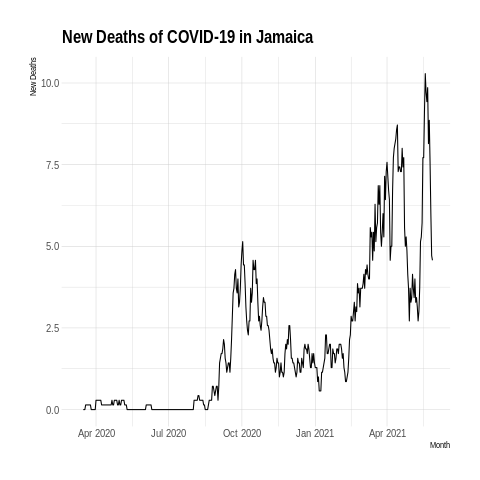 New Deaths of COVID-19 in Jamaica
New Deaths
10.0
7.5
5.0
2.5
0.0
Apr 2020 Jul 2020 Oct 2020 Jan 2021 Apr 2021
Month